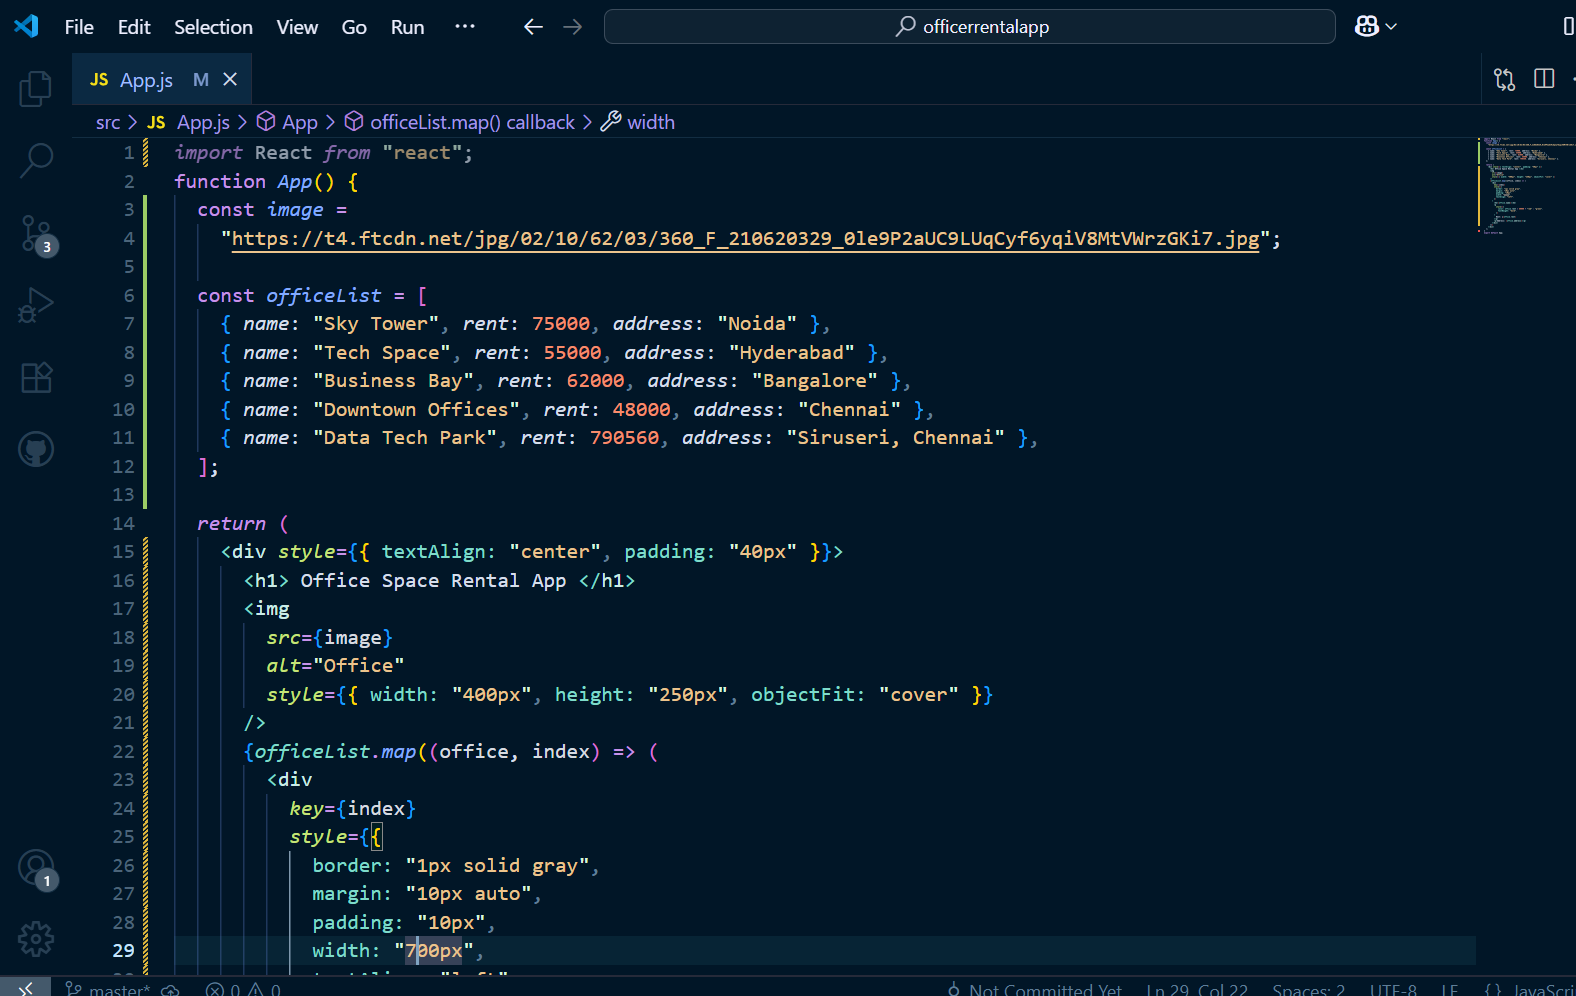 File Edit Selection View Go Run ··· officerrentalapp
JS App.js M
src > JS App.js > App > officeList.map() callback > width
1 import React from "react";
2 function App() {
3 const image =
4 "https://t4.ftcdn.net/jpg/02/10/62/03/360_F_210620329_0le9P2aUC9LUqCyf6yqiV8MtVWrzGKi7.jpg";
5
6 const officeList = [
7 { name: "Sky Tower", rent: 75000, address: "Noida" },
8 { name: "Tech Space", rent: 55000, address: "Hyderabad" },
9 { name: "Business Bay", rent: 62000, address: "Bangalore" },
10 { name: "Downtown Offices", rent: 48000, address: "Chennai" },
11 { name: "Data Tech Park", rent: 790560, address: "Siruseri, Chennai" },
12 ];
13
14 return (
15 <div style={{ textAlign: "center", padding: "40px" }}>
16 <h1> Office Space Rental App </h1>
17 <img
18 src={image}
19 alt="Office"
20 style={{ width: "400px", height: "250px", objectFit: "cover" }}
21 />
22 {officeList.map((office, index) => (
23 <div
24 key={index}
25 style={{
26 border: "1px solid gray",
27 margin: "10px auto",
28 padding: "10px",
29 width: "700px",
3
1
master* 0 0 Not Committed Yet Ln 29, Col 22 Spaces: 2 UTF-8 LF {} JavaScri